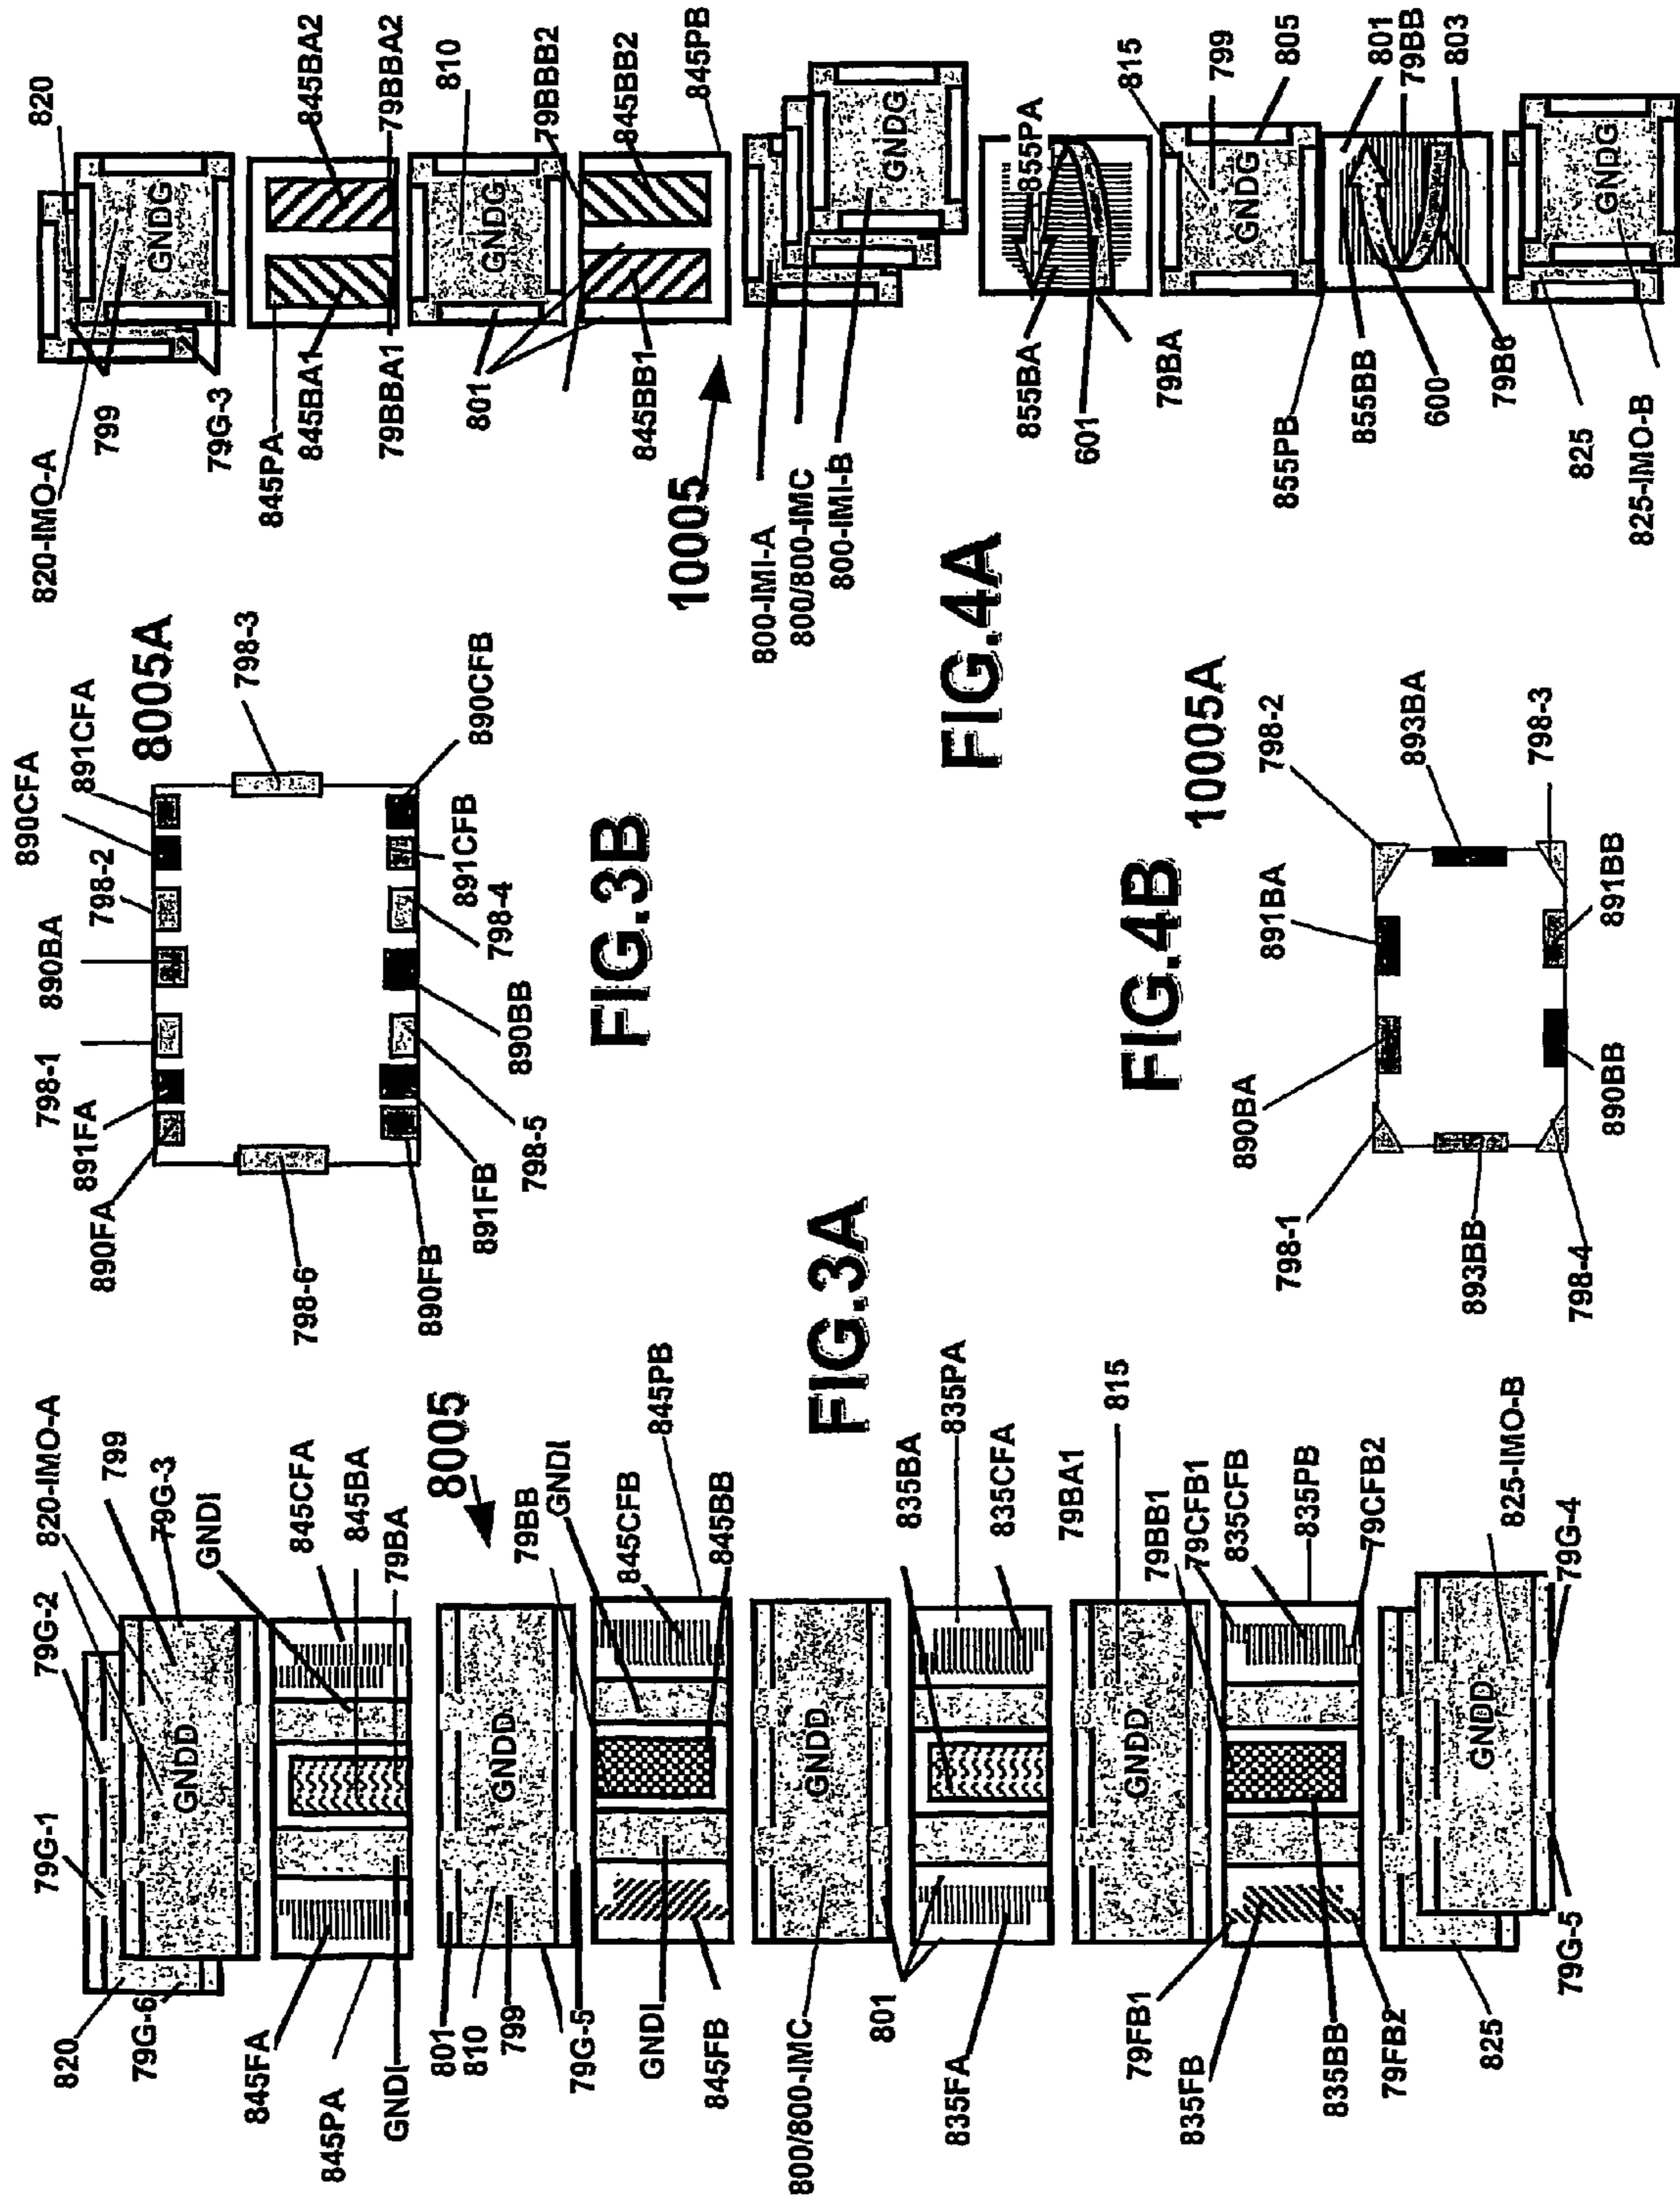 820
79G-6
79G-1
79G-2
820-IMO-A
799
79G-3
GNDD
GNDI
845CFA
845BA
79BA
845FA
845PA
GNDI
8005
801
810
799
79G-5
GNDD
79BB
GNDI
845CFB
845PB
845BB
GNDI
845FB
800/800-IMC
GNDD
801
835BA
835PA
835CFA
835FA
79BA1
815
GNDD
79BB1
79CFB1
835CFB
835PB
79CFB2
79FB1
835FB
835BB
79FB2
825
GNDD
825-IMO-B
79G-4
79G-5
FIG.3A
8005A
890FA
891FA
798-1
890BA
798-2
890CFA
891CFA
798-3
798-6
890FB
891FB
798-5
890BB
798-4
891CFB
890CFB
FIG.3B
820-IMO-A
799
79G-3
820
GNDG
845PA
845BA1
79BBA1
845BA2
79BBA2
810
GNDG
801
79BBB2
845BB2
845BB1
845PB
10005
800-IMI-A
800/800-IMC
800-IMI-B
GNDG
855PA
855BA
601
79BA
815
799
805
GNDG
855PB
855BB
600
801
79BB
803
825
GNDG
825-IMO-B
FIG.4A
10005A
798-1
890BA
891BA
798-2
893BA
893BB
798-4
890BB
891BB
798-3
FIG.4B